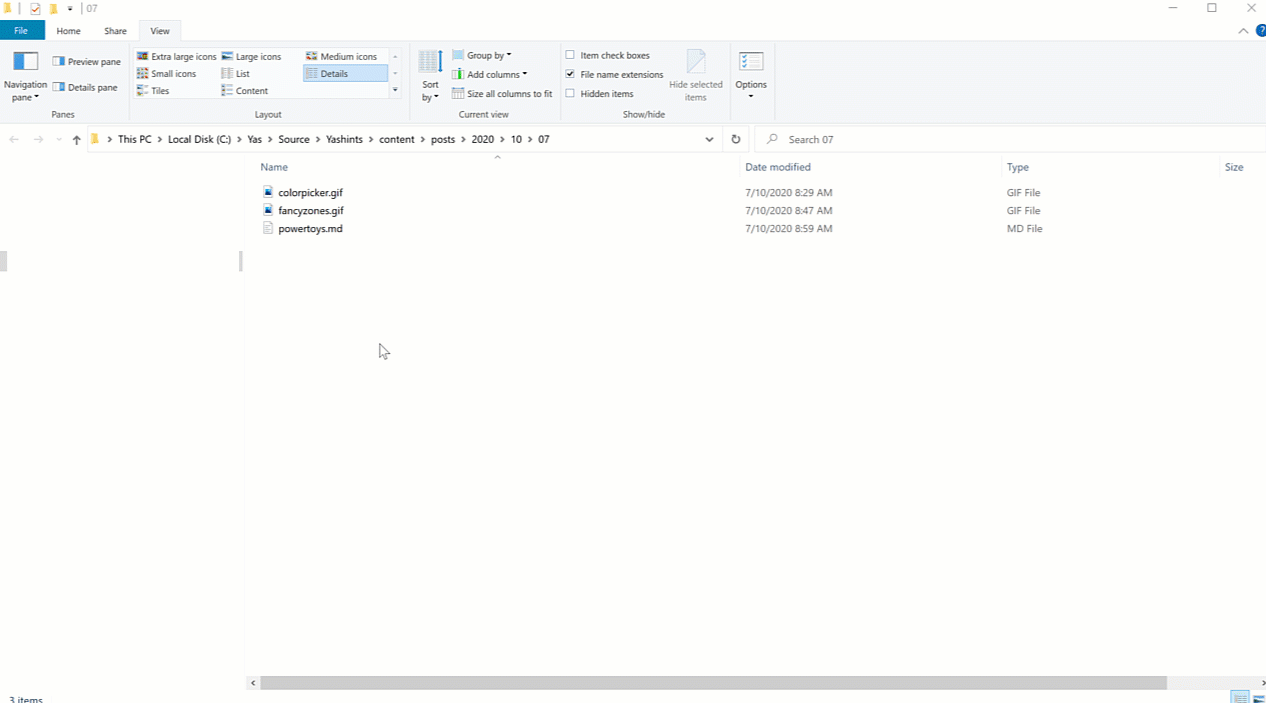 07
File Home Share View
Navigation pane
Preview pane
Details pane
Panes
Extra large icons Large icons Medium icons
Small icons List Details
Tiles Content
Layout
Sort by
Group by
Add columns
Size all columns to fit
Current view
Item check boxes
File name extensions
Hidden items
Hide selected items
Show/hide
Options
This PC > Local Disk (C:) > Yas > Source > Yashints > content > posts > 2020 > 10 > 07
Search 07
Name Date modified Type Size
colorpicker.gif 7/10/2020 8:29 AM GIF File
fancyzones.gif 7/10/2020 8:47 AM GIF File
powertoys.md 7/10/2020 8:59 AM MD File
3 items